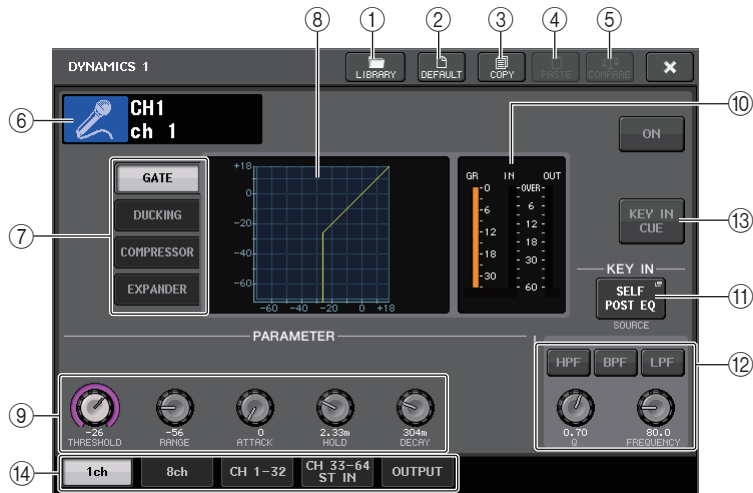 ① ② ③ ④ ⑤ ⑧
DYNAMICS 1
LIBRARY DEFAULT COPY PASTE COMPARE ×
⑥
CH1
ch 1
⑩
ON
GATE
DUCKING
COMPRESSOR
EXPANDER
⑦
+18
0
-20
-40
-60
-60 -40 -20 0 +18
GR IN OUT
0 OVER
6 6
12 12
18 18
30 30
60
KEY IN
CUE
⑬
KEY IN
SELF
POST EQ
SOURCE
⑪
PARAMETER
HPF BPF LPF
⑫
⑨
-26 -56 0 2.33m 304m 0.70 80.0
THRESHOLD RANGE ATTACK HOLD DECAY Q FREQUENCY
⑭
1ch 8ch CH 1-32 CH 33-64 OUTPUT
ST IN